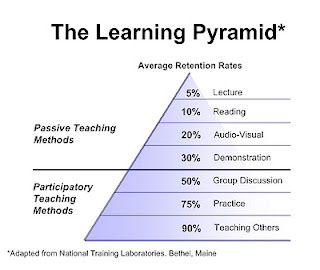 The Learning Pyramid*
Average Retention Rates
5% Lecture
10% Reading
Passive Teaching
Methods
20% Audio-Visual
30% Demonstration
Participatory
Teaching
Methods
50% Group Discussion
75% Practice
90% Teaching Others
*Adapted from National Training Laboratories. Bethel, Maine